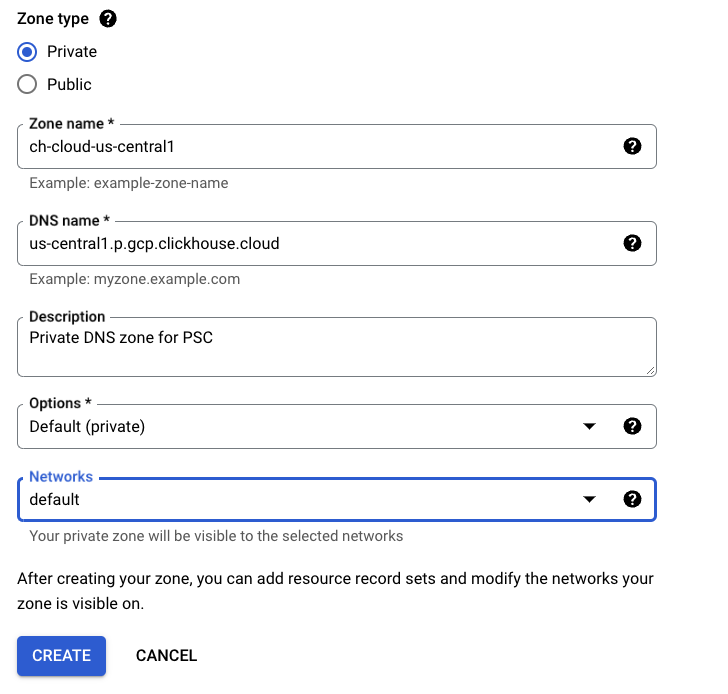 Zone type
Private
Public
Zone name *
ch-cloud-us-central1
Example: example-zone-name
DNS name *
us-central1.p.gcp.clickhouse.cloud
Example: myzone.example.com
Description
Private DNS zone for PSC
Options *
Default (private)
Networks
default
Your private zone will be visible to the selected networks
After creating your zone, you can add resource record sets and modify the networks your
zone is visible on.
CREATE CANCEL